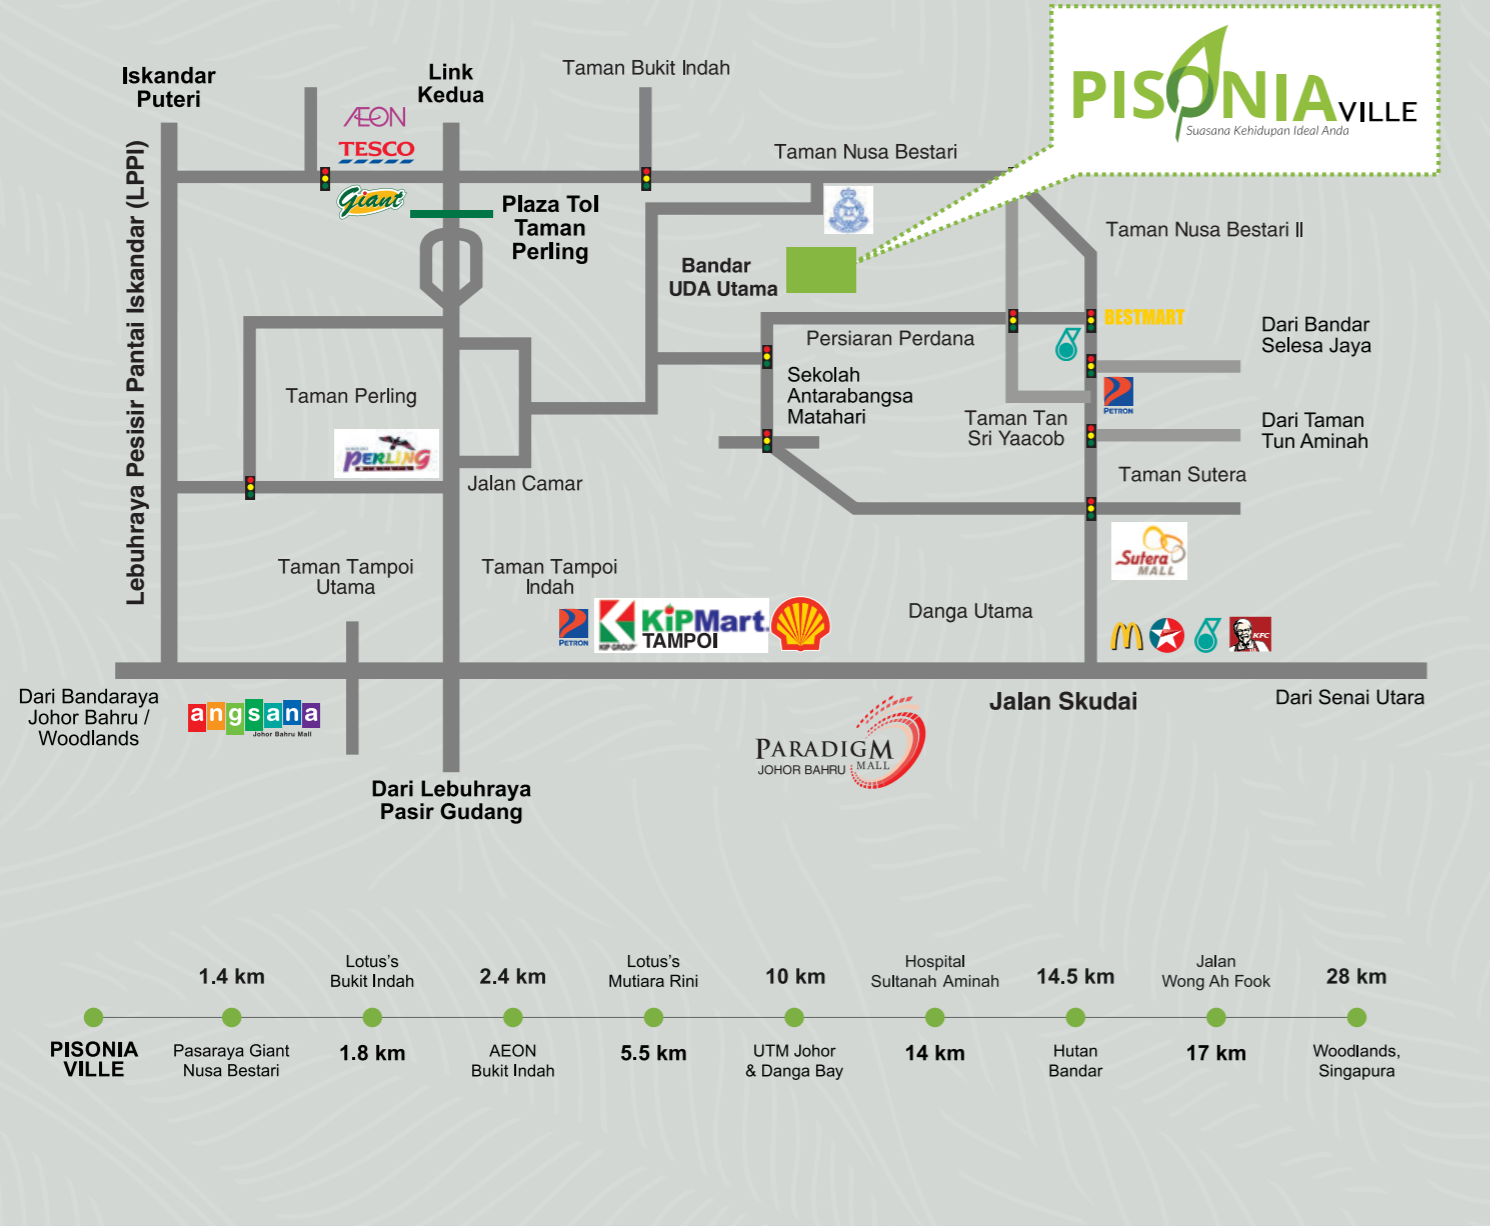 PISONIA VILLE
Suasana Kehidupan Ideal Anda
Iskandar
Puteri
Link
Kedua
Taman Bukit Indah
ÆON
TESCO
Giant
Taman Nusa Bestari
Lebuhraya Pesisir Pantai Iskandar (LPPI)
Plaza Tol
Taman
Perling
Taman Nusa Bestari II
Bandar
UDA Utama
BESTMART
Persiaran Perdana
Dari Bandar
Selesa Jaya
Sekolah
Antarabangsa
Matahari
Taman Perling
PETRON
Taman Tan
Sri Yaacob
Dari Taman
Tun Aminah
PERLING
Jalan Camar
Taman Sutera
Sutera
MALL
Taman Tampoi
Utama
Taman Tampoi
Indah
PETRON
KIP GROUP
KiPMart
TAMPOI
Danga Utama
KFC
Dari Bandaraya
Johor Bahru /
Woodlands
angsana
Johor Bahru Mall
Jalan Skudai
Dari Senai Utara
PARADIGM
MALL
JOHOR BAHRU
Dari Lebuhraya
Pasir Gudang
PISONIA
VILLE
1.4 km
Pasaraya Giant
Nusa Bestari
Lotus's
Bukit Indah
1.8 km
2.4 km
AEON
Bukit Indah
Lotus's
Mutiara Rini
5.5 km
10 km
UTM Johor
& Danga Bay
Hospital
Sultanah Aminah
14 km
14.5 km
Hutan
Bandar
Jalan
Wong Ah Fook
17 km
28 km
Woodlands,
Singapura